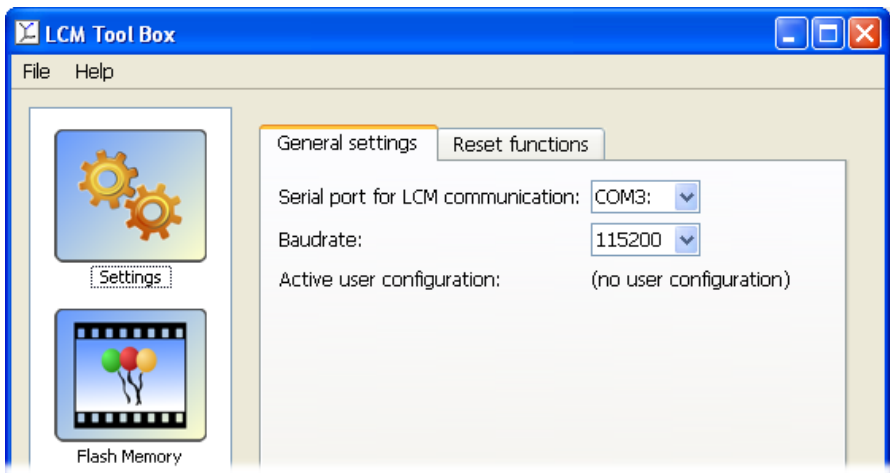 LCM Tool Box
File Help
General settings Reset functions
Serial port for LCM communication: COM3:
Baudrate: 115200
Active user configuration: (no user configuration)
Settings
Flash Memory